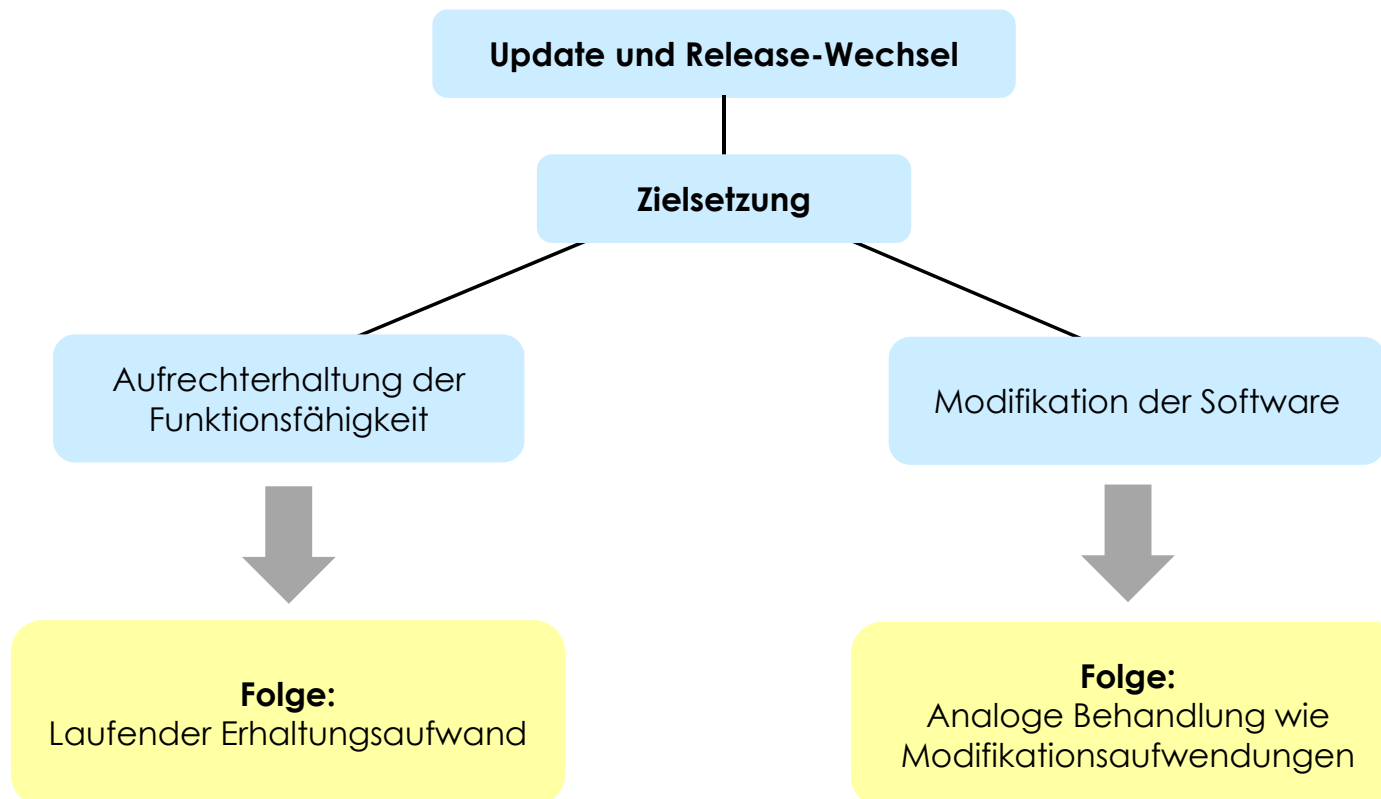 Update und Release-Wechsel
Zielsetzung
Aufrechterhaltung der
Funktionsfähigkeit
Modifikation der Software
Folge:
Laufender Erhaltungsaufwand
Folge:
Analoge Behandlung wie
Modifikationsaufwendungen